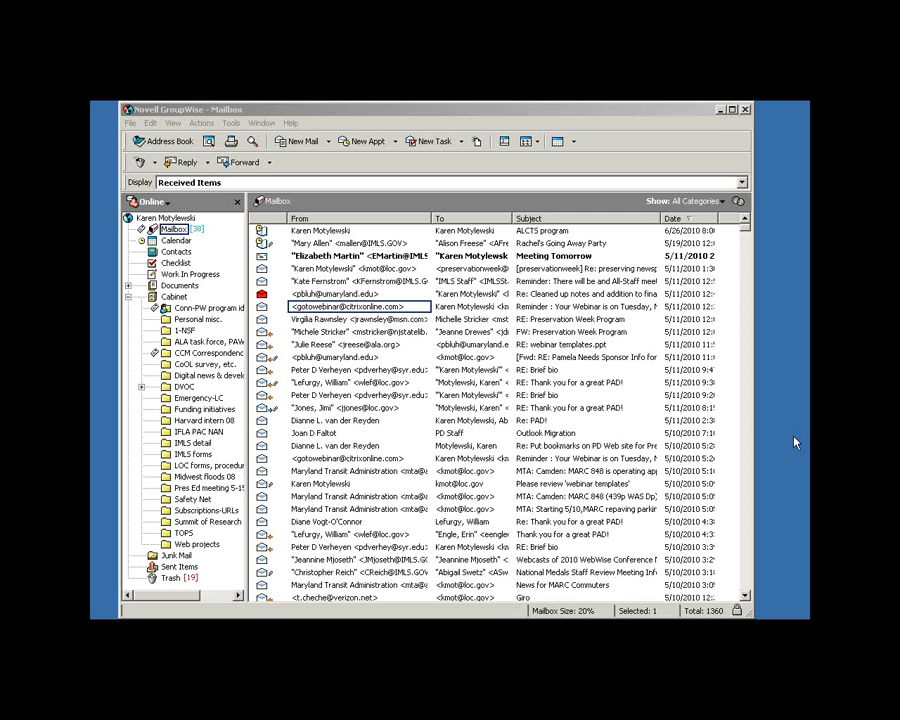 Novell GroupWise - Mailbox
File Edit View Actions Tools Window Help
Address Book New Mail New Appt New Task
Reply Forward
Display Received Items
Online Mailbox Show: All Categories
From To Subject Date
Karen Motylewski
Mailbox [38]
Calendar
Contacts
Checklist
Work In Progress
Documents
Cabinet
Conn-PW program id
Personal misc.
1-NSF
ALA task force, PAW
CCM Correspondenc
CoOL survey, etc.
Digital news & devel
DVOC
Emergency-LC
Funding initiatives
Harvard intern 08
IFLA PAC NAN
IMLS detail
IMLS forms
LOC forms, procedur
Midwest floods 08
Pres Ed meeting 5-15
Safety Net
Subscriptions-URLs
Summit of Research
TOPS
Web projects
Junk Mail
Sent Items
Trash [19]
Karen Motylewski Karen Motylewski ALCTS program 6/26/2010 8:0
"Mary Allen" <mallen@IMLS.GOV> "Alison Freese" <AFre Rachel's Going Away Party 5/19/2010 12:
"Elizabeth Martin" <EMartin@IMLS. "Karen Motylewsk Meeting Tomorrow 5/11/2010 2
"Karen Motylewski" <kmot@loc.gov> <preservationweek@ [preservationweek] Re: preserving newsp 5/11/2010 1:3
"Kate Fernstrom" <KFernstrom@IMLS. "IMLS Staff" <IMLSSt Reminder: There will be and All-Staff meet 5/11/2010 12:
<pbluh@umaryland.edu> "Karen Motylewski" < Re: Cleaned up notes and addition to final 5/11/2010 12:
<gotowebinar@citrixonline.com> Karen Motylewski <k Reminder : Your Webinar is on Tuesday, M 5/11/2010 12:
Virgilia Rawnsley <jrawnsley@msn.com> Michelle Stricker <ms Re: Preservation Week Program 5/11/2010 12:
"Michele Stricker" <mstricker@njstatelib. "Jeanne Drewes" <jd FW: Preservation Week Program 5/11/2010 11:
"Julie Reese" <jreese@ala.org> <pbluh@umaryland.e RE: webinar templates.ppt 5/11/2010 11:
<pbluh@umaryland.edu> <kmot@loc.gov> [Fwd: RE: Pamela Needs Sponsor Info for 5/11/2010 11:
Peter D Verheyen <pdverhey@syr.edu> "Karen Motylewski" < RE: Brief bio 5/11/2010 9:4
"Lefurgy, William" <wlef@loc.gov> "Motylewski, Karen" < RE: Thank you for a great PAD! 5/11/2010 9:3
Peter D Verheyen <pdverhey@syr.edu> "Karen Motylewski" < RE: Brief bio 5/11/2010 9:2
"Jones, Jimi" <jjones@loc.gov> "Motylewski, Karen" < RE: Thank you for a great PAD! 5/11/2010 8:1
Dianne L. van der Reyden Karen Motylewski, Ab Re: PAD! 5/11/2010 2:0
Joan D Faltot PD Staff Outlook Migration 5/10/2010 7:1
Dianne L. van der Reyden Motylewski, Karen Re: Put bookmarks on PD Web site for Pre 5/10/2010 5:2
<gotowebinar@citrixonline.com> Karen Motylewski <k Reminder : Your Webinar is on Tuesday, M 5/10/2010 5:2
Maryland Transit Administration <mta@ <kmot@loc.gov> MTA: Camden: MARC 848 is operating ap 5/10/2010 5:1
Karen Motylewski kmot@loc.gov Please review 'webinar templates' 5/10/2010 5:0
Maryland Transit Administration <mta@ <kmot@loc.gov> MTA: Camden: MARC 848 (439p WAS Dp) 5/10/2010 5:0
Maryland Transit Administration <mta@ <kmot@loc.gov> MTA: Starting 5/10,MARC repaving parking 5/10/2010 5:0
Diane Vogt-O'Connor Lefurgy, William Re: Thank you for a great PAD! 5/10/2010 4:3
"Lefurgy, William" <wlef@loc.gov> "Engle, Erin" <eengle RE: Thank you for a great PAD! 5/10/2010 4:
Peter D Verheyen <pdverhey@syr.edu> Karen Motylewski <k RE: Brief bio 5/10/2010 3:
"Jeannine Mjoseth" <JMjoseth@IMLS.g "Jeannine Mjoseth" < Webcasts of 2010 WebWise Conference N 5/10/2010 3:
"Christopher Reich" <CReich@IMLS.go "Abigail Swetz" <ASw National Medals Staff Review Meeting Info 5/10/2010 3:
Maryland Transit Administration <mta@ <kmot@loc.gov> News for MARC Commuters 5/10/2010 3:0
<t.cheche@verizon.net> <kmot@loc.gov> Giro 5/10/2010
Mailbox Size: 20% Selected: 1 Total: 1360